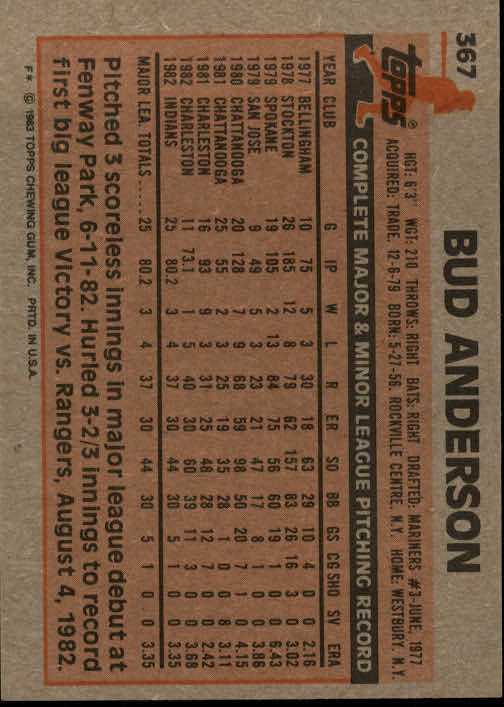 367
BUD ANDERSON
topps®
HGT: 6'3" WGT: 210 THROWS: RIGHT BATS: RIGHT DRAFTED: MARINERS #3-JUNE, 1977
ACQUIRED: TRADE, 12-6-79 BORN: 5-27-56, ROCKVILLE CENTRE, N.Y. HOME: WESTBURY, N.Y.
COMPLETE MAJOR & MINOR LEAGUE PITCHING RECORD
YEAR CLUB G IP W L R ER SO BB GS CG SHO SV ERA
1977 BELLINGHAM 10 75 5 3 30 18 63 29 10 4 0 0 2.16
1978 STOCKTON 26 185 12 8 79 62 157 83 26 16 3 0 3.02
1979 SPOKANE 19 105 2 13 84 75 56 60 19 1 0 0 6.43
1979 SAN JOSE 9 49 5 3 23 21 47 17 8 1 0 0 3.86
1980 CHATTANOOGA 20 128 7 9 68 59 98 50 20 7 1 0 4.15
1981 CHATTANOOGA 25 55 2 3 25 19 35 28 1 0 0 8 3.11
1981 CHARLESTON 16 93 9 3 31 25 48 28 12 7 0 0 2.42
1982 CHARLESTON 11 73.1 1 5 40 30 60 39 11 3 0 0 3.68
1982 INDIANS 25 80.2 3 4 37 30 44 30 5 1 0 0 3.35
MAJOR LEA. TOTALS ..... 25 80.2 3 4 37 30 44 30 5 1 0 0 3.35
Pitched 3 scoreless innings in major league debut at
Fenway Park, 6-11-82. Hurled 3-2/3 innings to record
first big league Victory vs. Rangers, August 4, 1982.
F* © 1983 TOPPS CHEWING GUM, INC. PRTD. IN U.S.A.